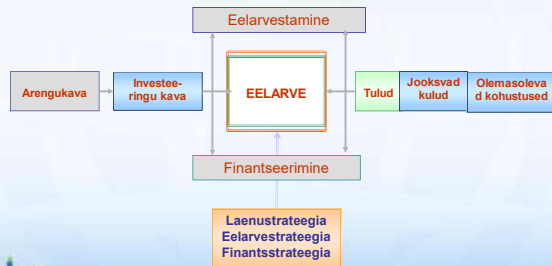 Eelarvestamine
Arengukava
Investee-
ringu kava
EELARVE
Tulud
Jooksvad
kulud
Olemasoleva
d kohustused
Finantseerimine
Laenustrateegia
Eelarvestrateegia
Finantsstrateegia